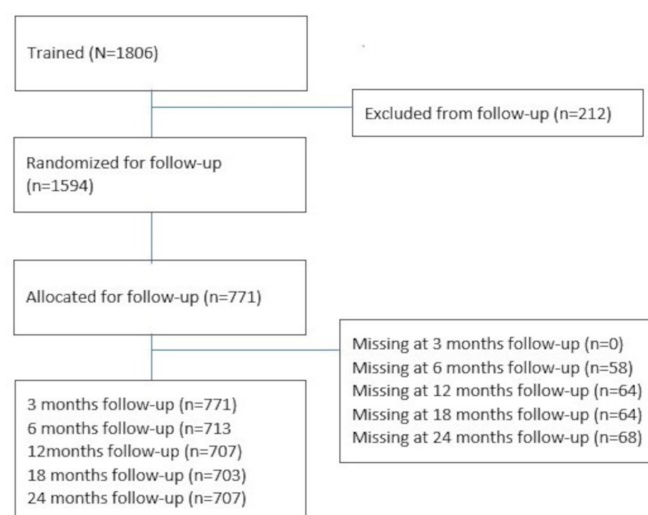 Trained (N=1806)
Excluded from follow-up (n=212)
Randomized for follow-up
(n=1594)
Allocated for follow-up (n=771)
Missing at 3 months follow-up (n=0)
Missing at 6 months follow-up (n=58)
Missing at 12 months follow-up (n=64)
Missing at 18 months follow-up (n=64)
Missing at 24 months follow-up (n=68)
3 months follow-up (n=771)
6 months follow-up (n=713
12months follow-up (n=707)
18 months follow-up (n=703)
24 months follow-up (n=707)